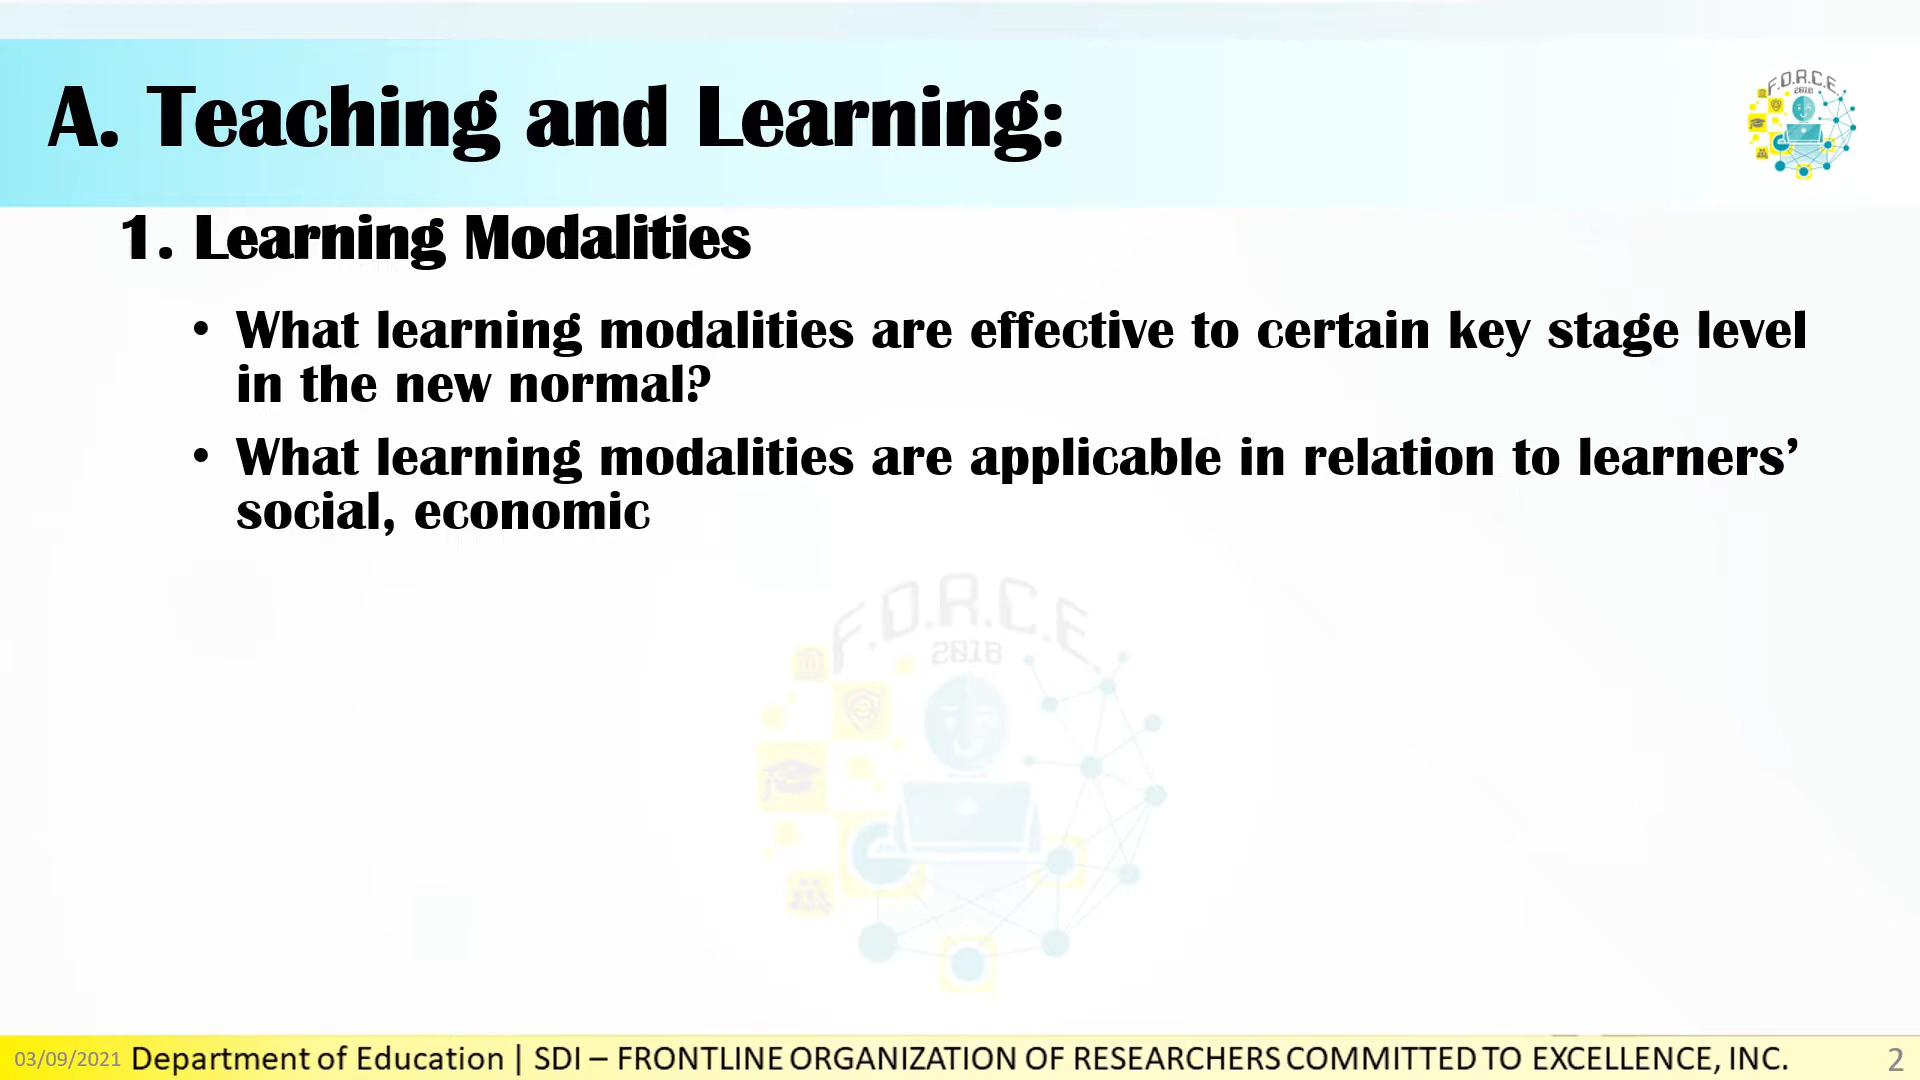 A. Teaching and Learning:
F.O.R.C.E.
2018
1. Learning Modalities
• What learning modalities are effective to certain key stage level
in the new normal?
• What learning modalities are applicable in relation to learners’
social, economic
F.O.R.C.E.
2018
03/09/2021 Department of Education | SDI – FRONTLINE ORGANIZATION OF RESEARCHERS COMMITTED TO EXCELLENCE, INC. 2